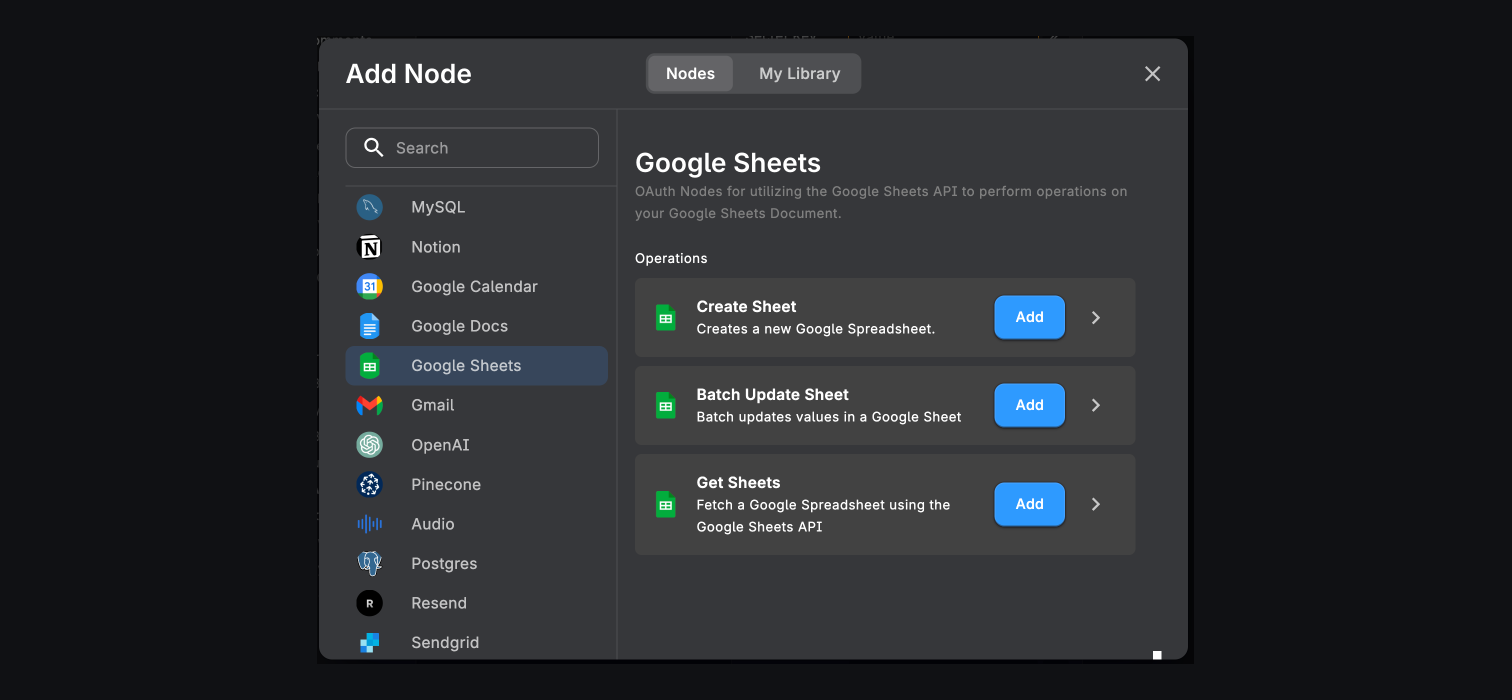 Add Node
Nodes
My Library
Search
MySQL
Notion
31
Google Calendar
Google Docs
Google Sheets
Gmail
OpenAI
Pinecone
Audio
Postgres
R
Resend
Sendgrid
Google Sheets
OAuth Nodes for utilizing the Google Sheets API to perform operations on
your Google Sheets Document.
Operations
Create Sheet
Creates a new Google Spreadsheet.
Add
Batch Update Sheet
Batch updates values in a Google Sheet
Add
Get Sheets
Fetch a Google Spreadsheet using the
Google Sheets API
Add